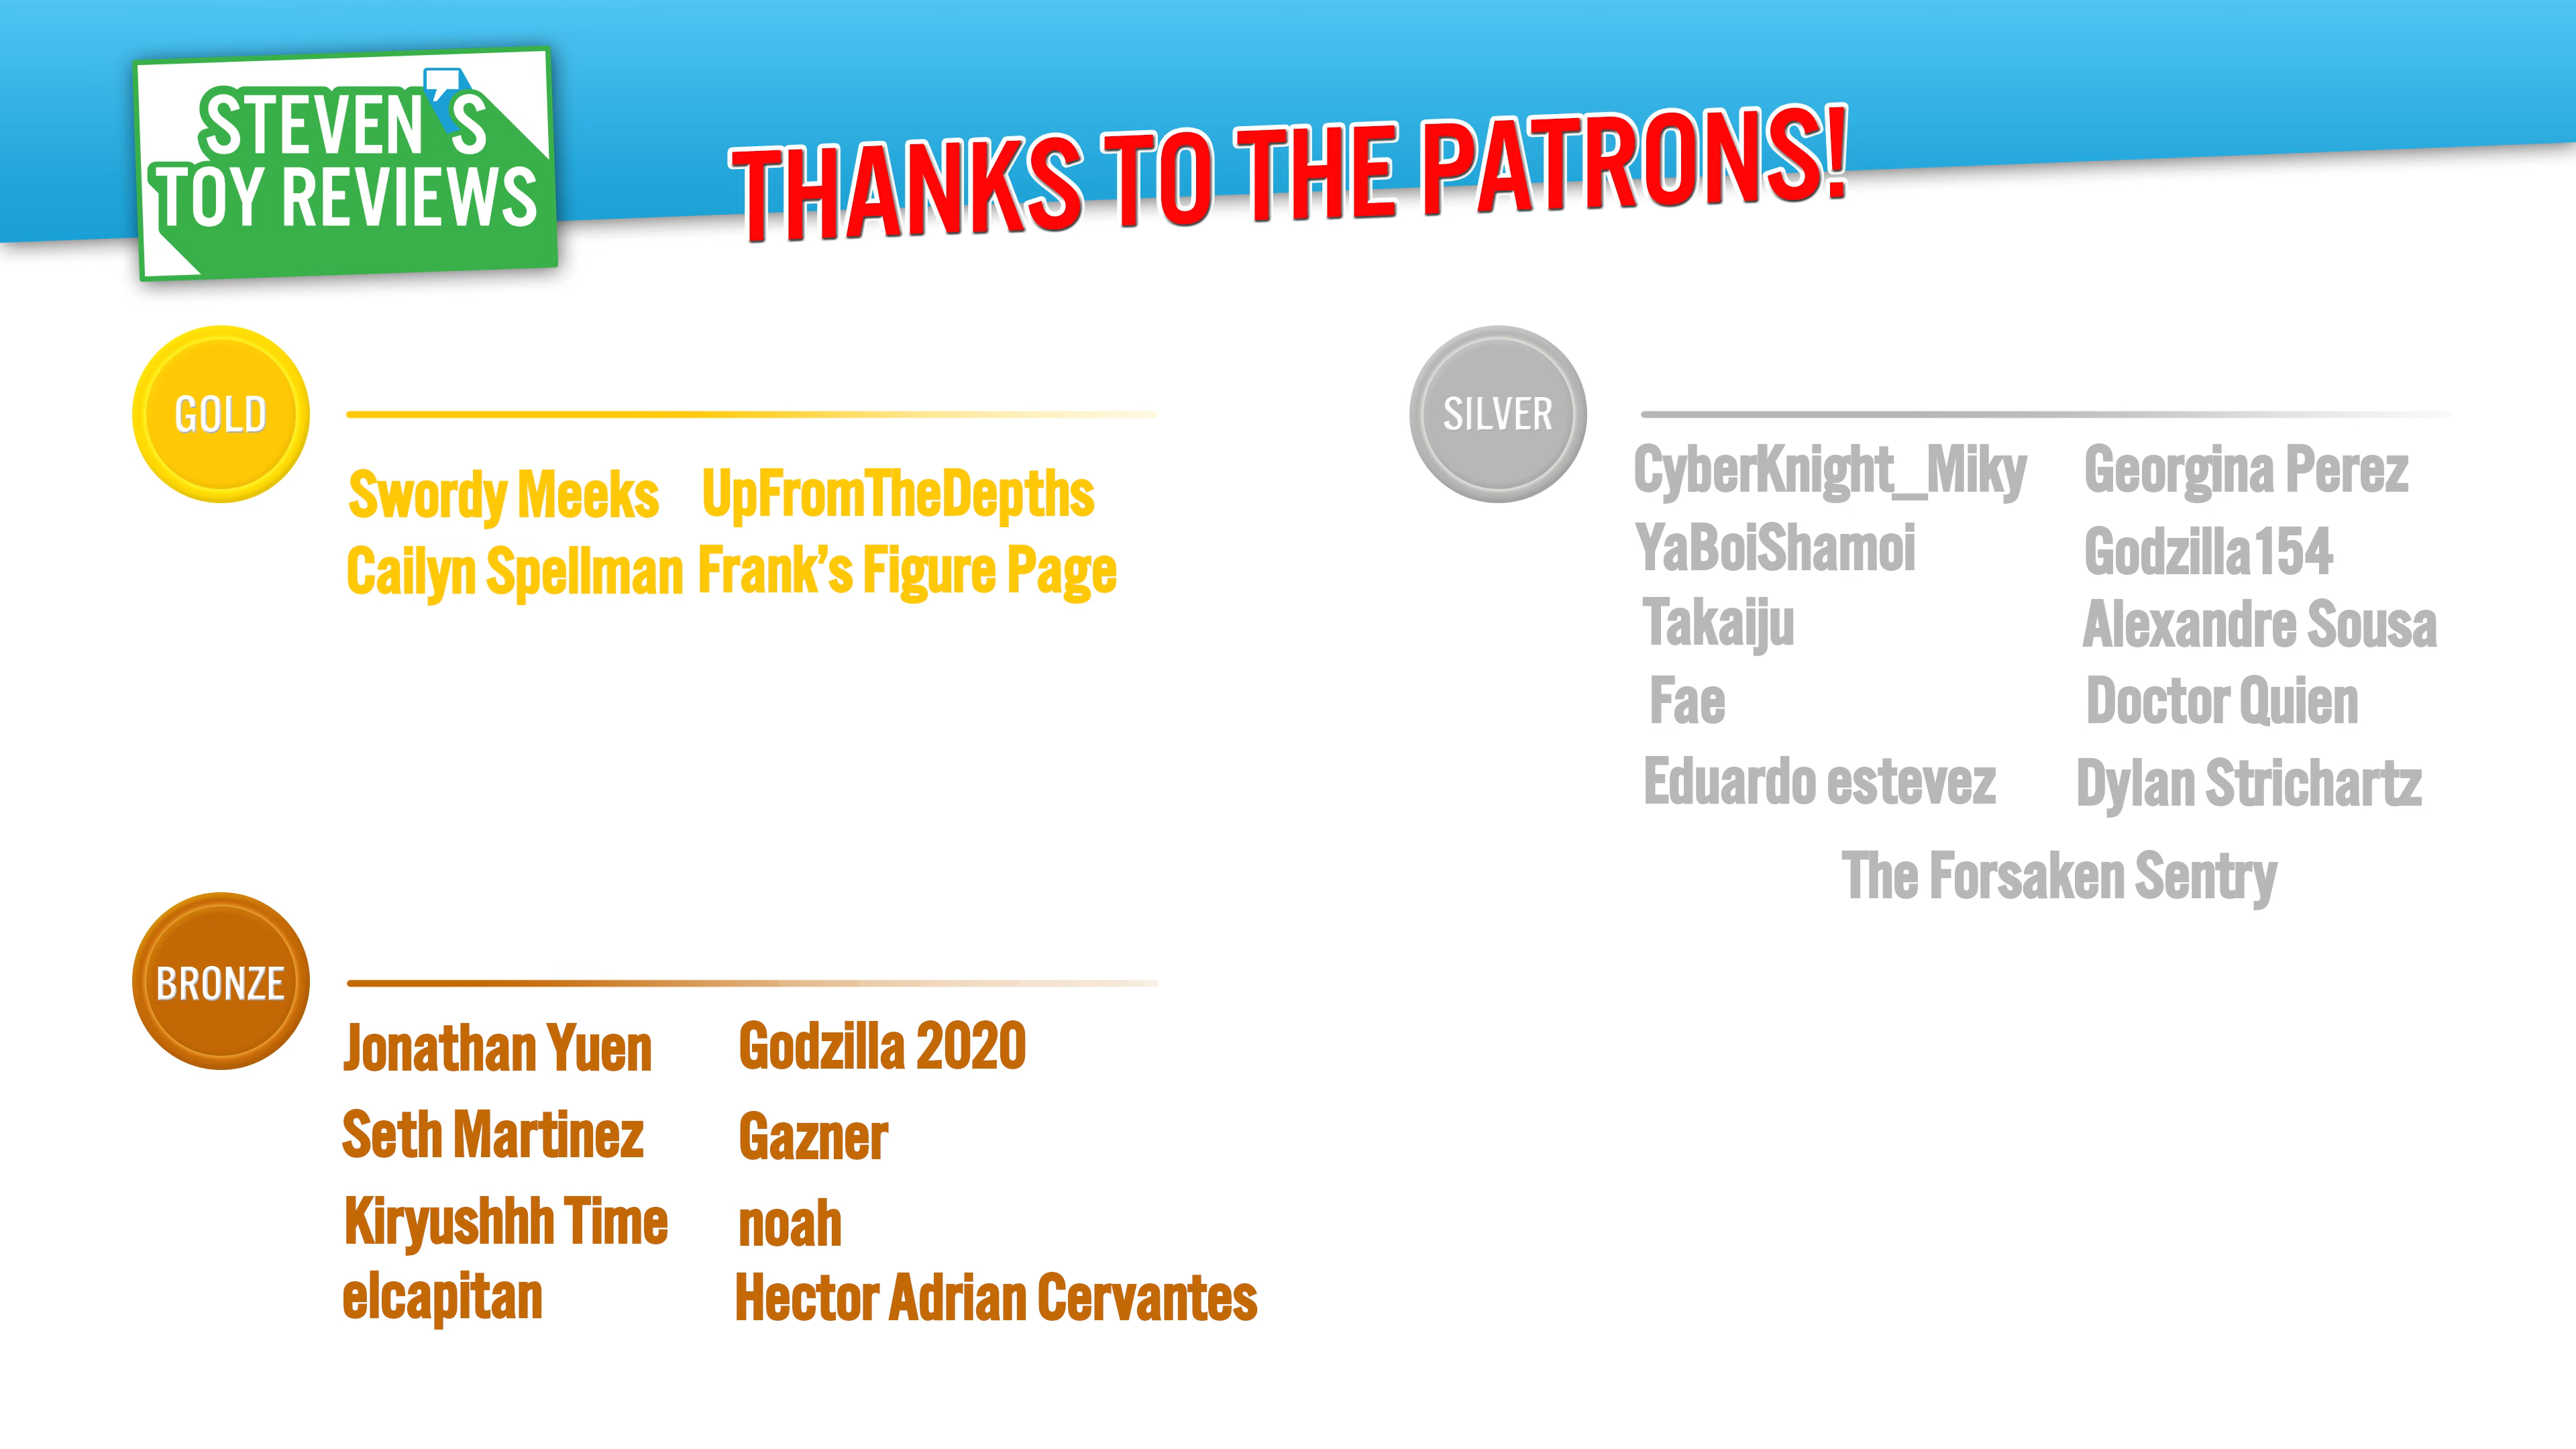 STEVEN'S
TOY REVIEWS
THANKS TO THE PATRONS!
GOLD
Swordy Meeks UpFromTheDepths
Cailyn Spellman Frank’s Figure Page
SILVER
CyberKnight_Miky Georgina Perez
YaBoiShamoi Godzilla154
Takaiju Alexandre Sousa
Fae Doctor Quien
Eduardo estevez Dylan Strichartz
The Forsaken Sentry
BRONZE
Jonathan Yuen Godzilla 2020
Seth Martinez Gazner
Kiryushhh Time noah
elcapitan Hector Adrian Cervantes